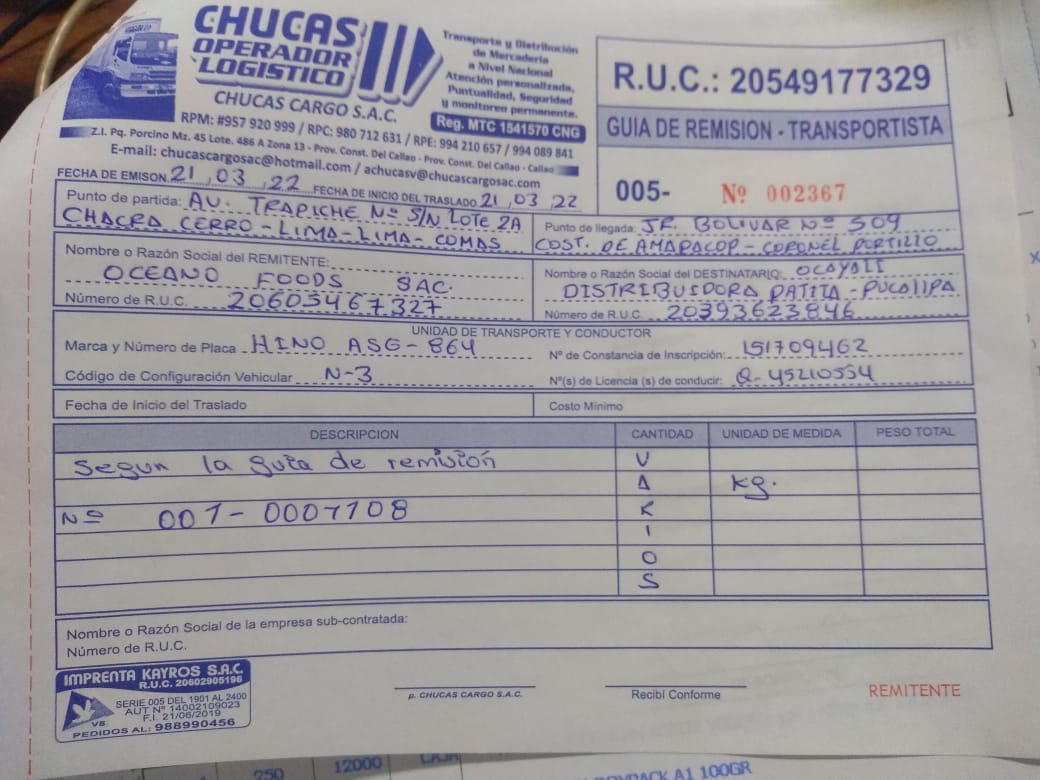 CHUCAS
OPERADOR
LOGISTICO
CHUCAS CARGO S.A.C.
Transporte y Distribución
de Mercadería
a Nivel Nacional
Atención personalizada,
Puntualidad, Seguridad
y monitoreo permanente.
Reg. MTC 1541570 CNG
RPM: #957 920 999 / RPC: 980 712 631 / RPE: 994 210 657 / 994 089 841
Z.I. Pq. Porcino Mz. 45 Lote. 486 A Zona 13 - Prov. Const. Del Callao - Prov. Const. Del Callao - Callao
E-mail: chucascargosac@hotmail.com / achucasv@chucascargosac.com
R.U.C.: 20549177329
GUIA DE REMISION - TRANSPORTISTA
005- Nº 002367
FECHA DE EMISON 21, 03, 22 FECHA DE INICIO DEL TRASLADO 21, 03, 22
Punto de partida: AV. TRAPICHE Nº S/N LOTE 2A
CHACRA CERRO - LIMA - LIMA - COMAS
Punto de llegada: JR. BOLIVAR Nº 509
COST. DE AMAPACOP - CORONEL PORTILLO
Nombre o Razón Social del REMITENTE:
OCEANO FOODS SAC.
Número de R.U.C. 20603467327
Nombre o Razón Social del DESTINATARIO: UCAYALI
DISTRIBUIDORA PATITA - PUCALLPA
Número de R.U.C. 20393623846
UNIDAD DE TRANSPORTE Y CONDUCTOR
Marca y Número de Placa HINO ASG-864
Nº de Constancia de Inscripción: 151709462
Código de Configuración Vehicular N-3
Nº(s) de Licencia (s) de conducir: Q-45210554
Fecha de Inicio del Traslado
Costo Mínimo
DESCRIPCION CANTIDAD UNIDAD DE MEDIDA PESO TOTAL
Segun la guia de remisión V
A kg.
Nº 001-0007108 K
I
O
S
Nombre o Razón Social de la empresa sub-contratada:
Número de R.U.C.
IMPRENTA KAYROS S.A.C.
R.U.C. 20602905196
SERIE 005 DEL 1901 AL 2400
AUT Nº 14002109023
F.I. 21/06/2019
PEDIDOS AL: 988990456
p. CHUCAS CARGO S.A.C.
Recibí Conforme
REMITENTE
250 12000 CAJA
PACK A1 100GR